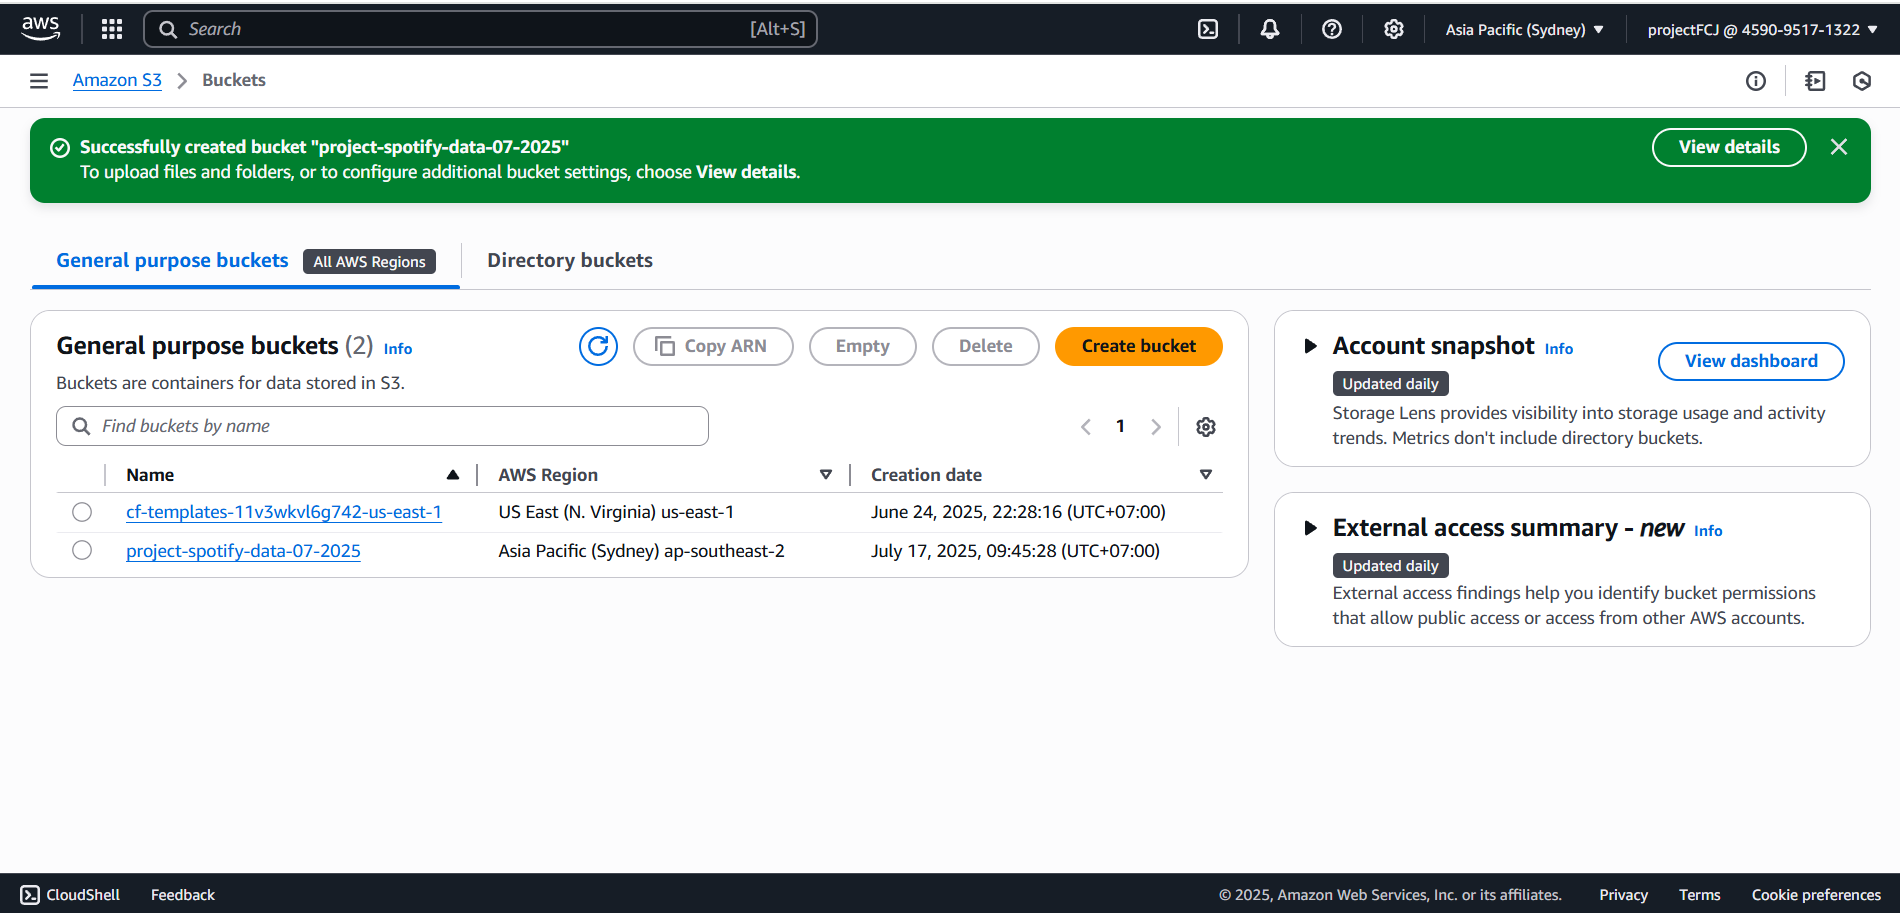 aws
Search [Alt+S]
Asia Pacific (Sydney) projectFCJ @ 4590-9517-1322
Amazon S3 Buckets
Successfully created bucket "project-spotify-data-07-2025"
To upload files and folders, or to configure additional bucket settings, choose View details.
View details
General purpose buckets All AWS Regions Directory buckets
General purpose buckets (2) Info
Copy ARN Empty Delete Create bucket
Buckets are containers for data stored in S3.
Find buckets by name
1
Name AWS Region Creation date
cf-templates-11v3wkvl6g742-us-east-1 US East (N. Virginia) us-east-1 June 24, 2025, 22:28:16 (UTC+07:00)
project-spotify-data-07-2025 Asia Pacific (Sydney) ap-southeast-2 July 17, 2025, 09:45:28 (UTC+07:00)
Account snapshot Info
View dashboard
Updated daily
Storage Lens provides visibility into storage usage and activity
trends. Metrics don't include directory buckets.
External access summary - new Info
Updated daily
External access findings help you identify bucket permissions
that allow public access or access from other AWS accounts.
CloudShell Feedback © 2025, Amazon Web Services, Inc. or its affiliates. Privacy Terms Cookie preferences